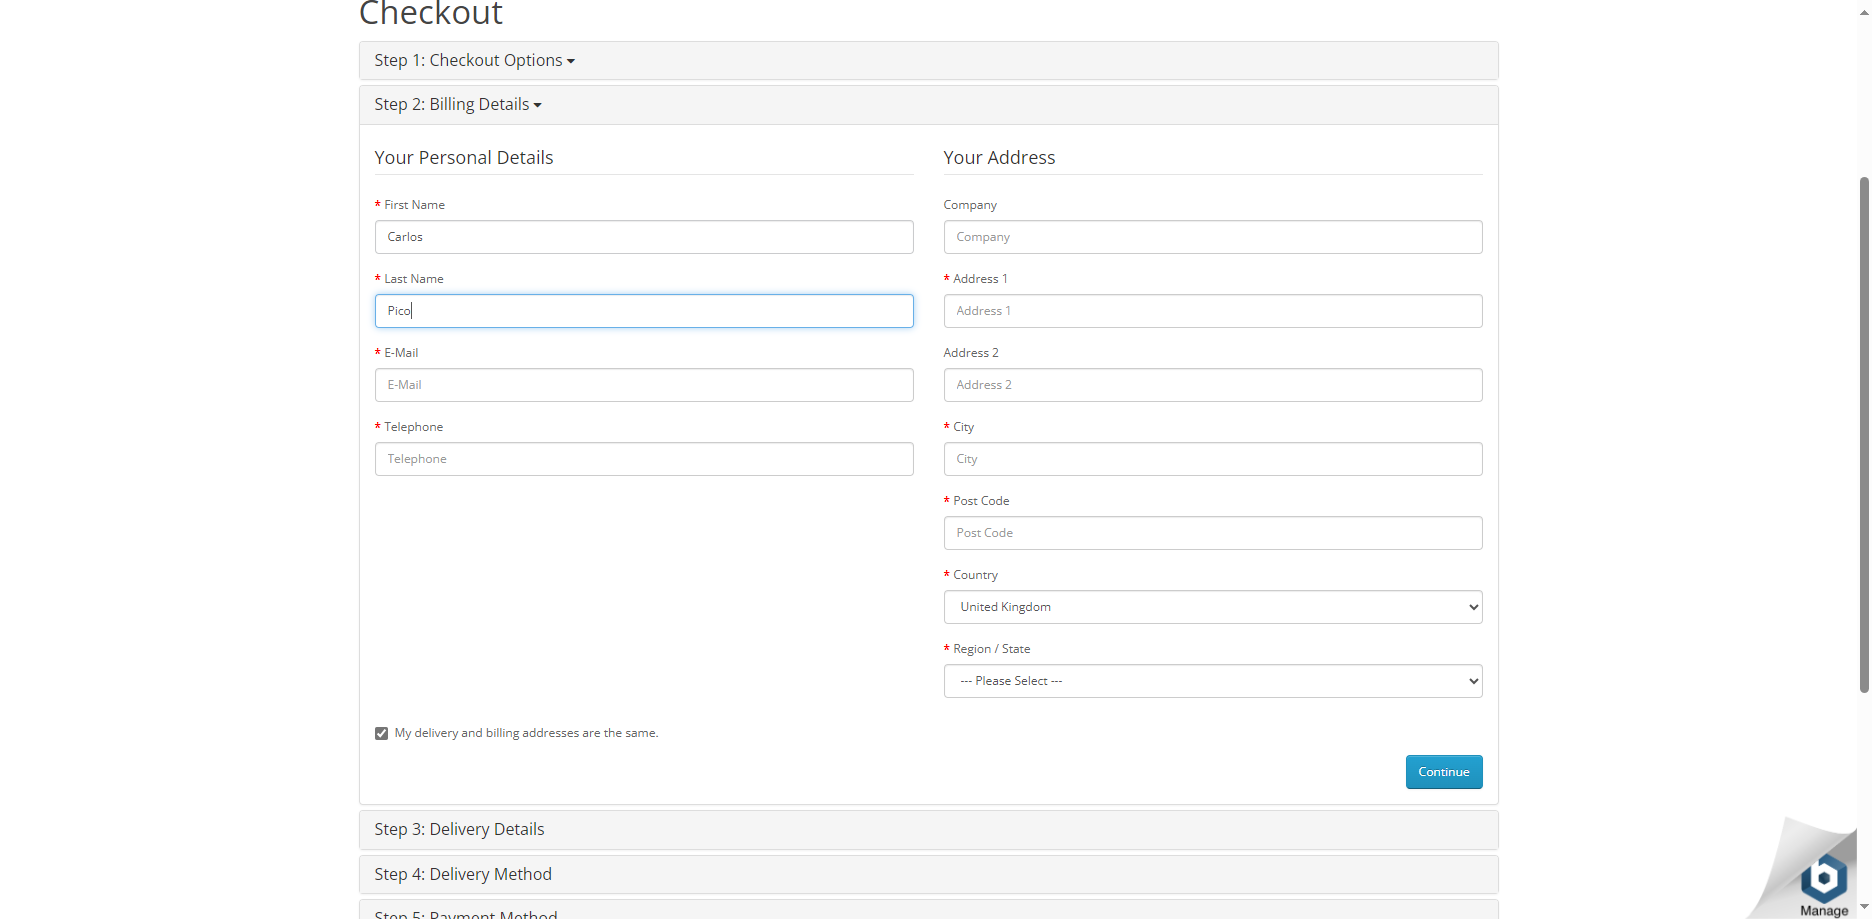 Checkout
Step 1: Checkout Options
Step 2: Billing Details
Your Personal Details
* First Name
Carlos
* Last Name
Pico
* E-Mail
E-Mail
* Telephone
Telephone
Your Address
Company
Company
* Address 1
Address 1
Address 2
Address 2
* City
City
* Post Code
Post Code
* Country
United Kingdom
* Region / State
--- Please Select ---
My delivery and billing addresses are the same.
Continue
Step 3: Delivery Details
Step 4: Delivery Method
Step 5: Payment Method
Manage